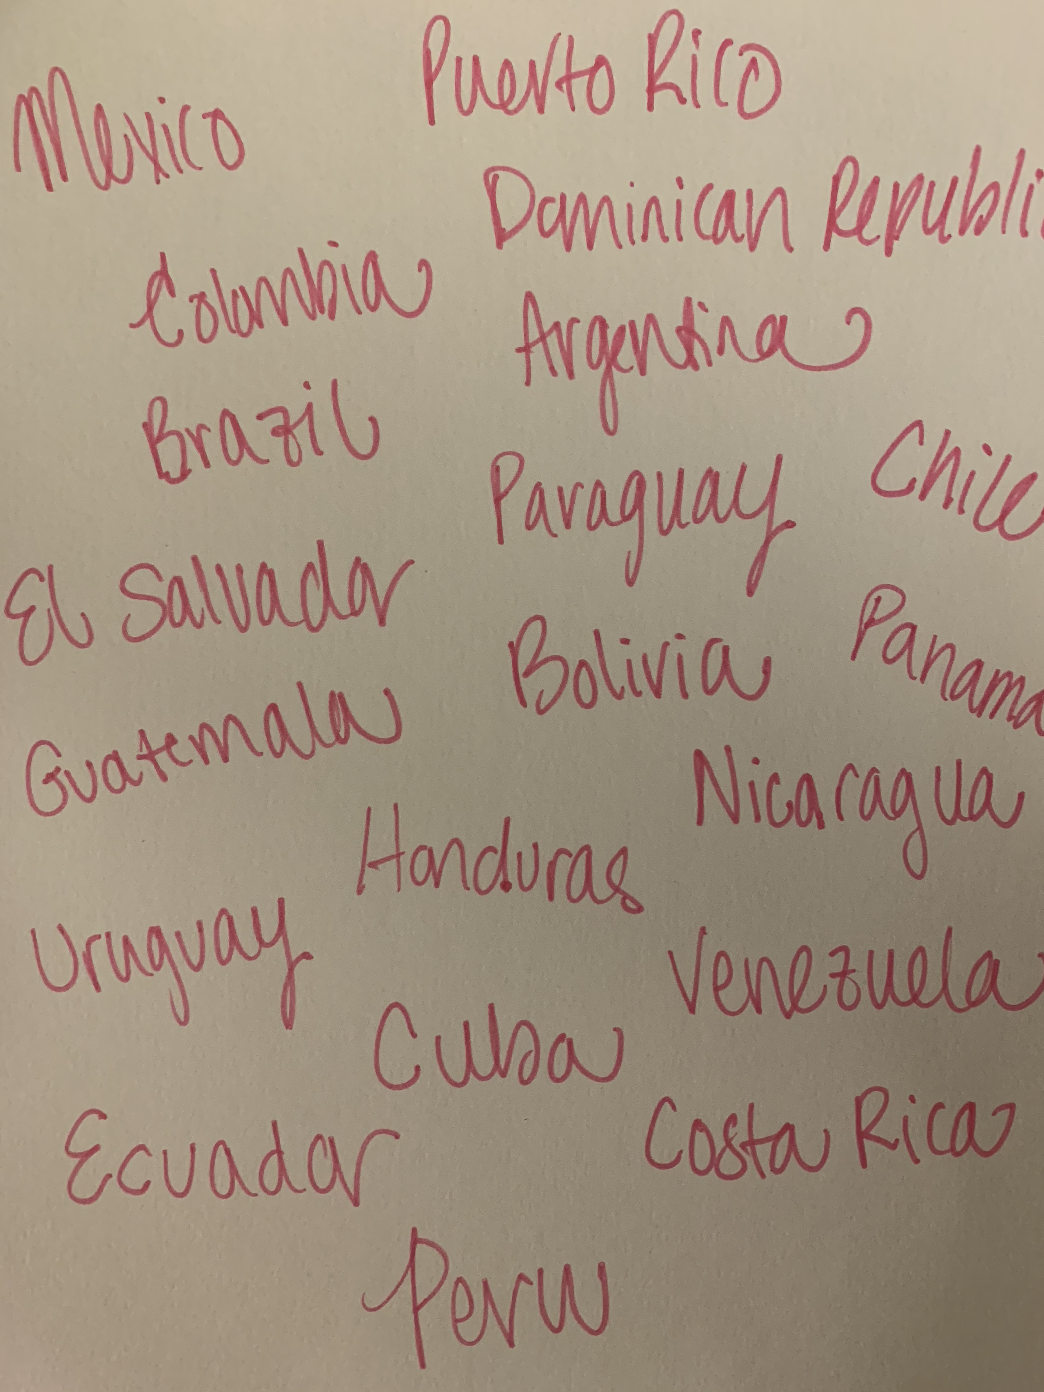 Puerto Rico
Mexico
Dominican Republi
Colombia
Argentina
Brazil
Chile
Paraguay
El Salvador
Panama
Bolivia
Guatemala
Nicaragua
Honduras
Uruguay
Venezuela
Cuba
Costa Rica
Ecuador
Peru